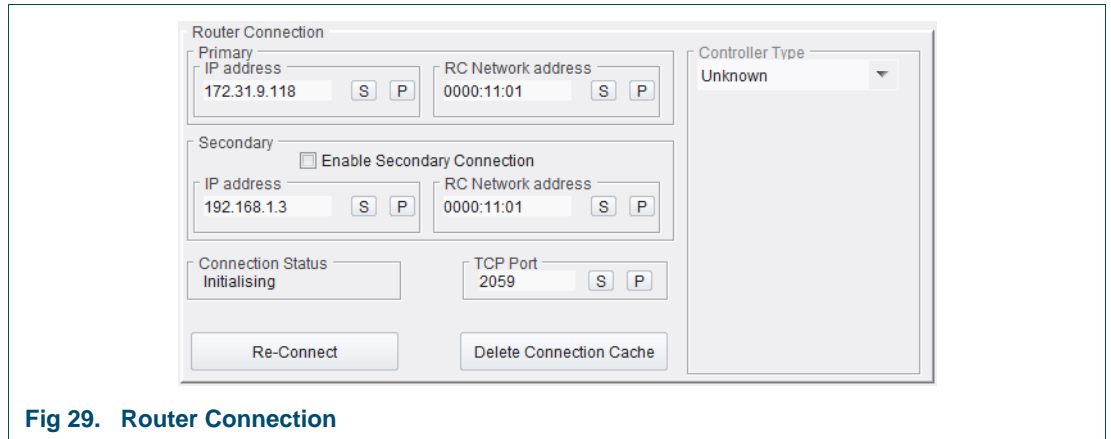 Router Connection
Primary
IP address
172.31.9.118 S P
RC Network address
0000:11:01 S P
Secondary
Enable Secondary Connection
IP address
192.168.1.3 S P
RC Network address
0000:11:01 S P
Connection Status
Initialising
TCP Port
2059 S P
Re-Connect
Delete Connection Cache
Controller Type
Unknown
Fig 29. Router Connection